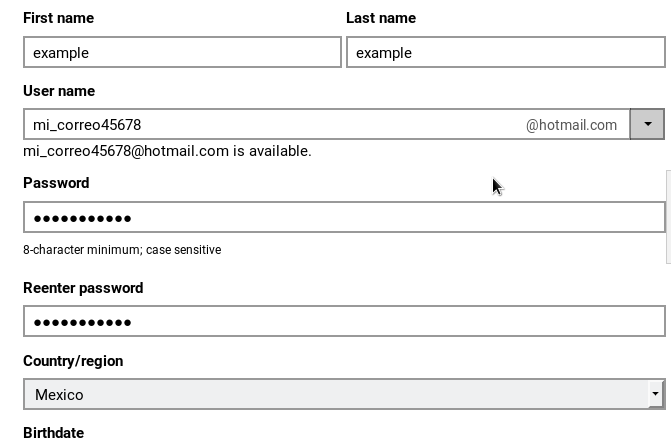 First name Last name
example example
User name
mi_correo45678 @hotmail.com
mi_correo45678@hotmail.com is available.
Password
●●●●●●●●●●●
8-character minimum; case sensitive
Reenter password
●●●●●●●●●●●
Country/region
Mexico
Birthdate